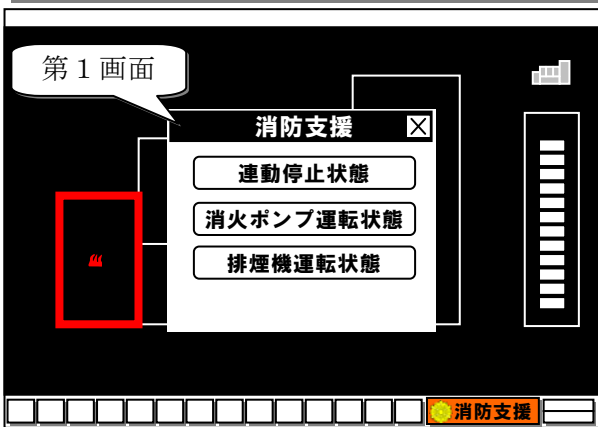 第１画面
消防支援
連動停止状態
消火ポンプ運転状態
排煙機運転状態
消防支援